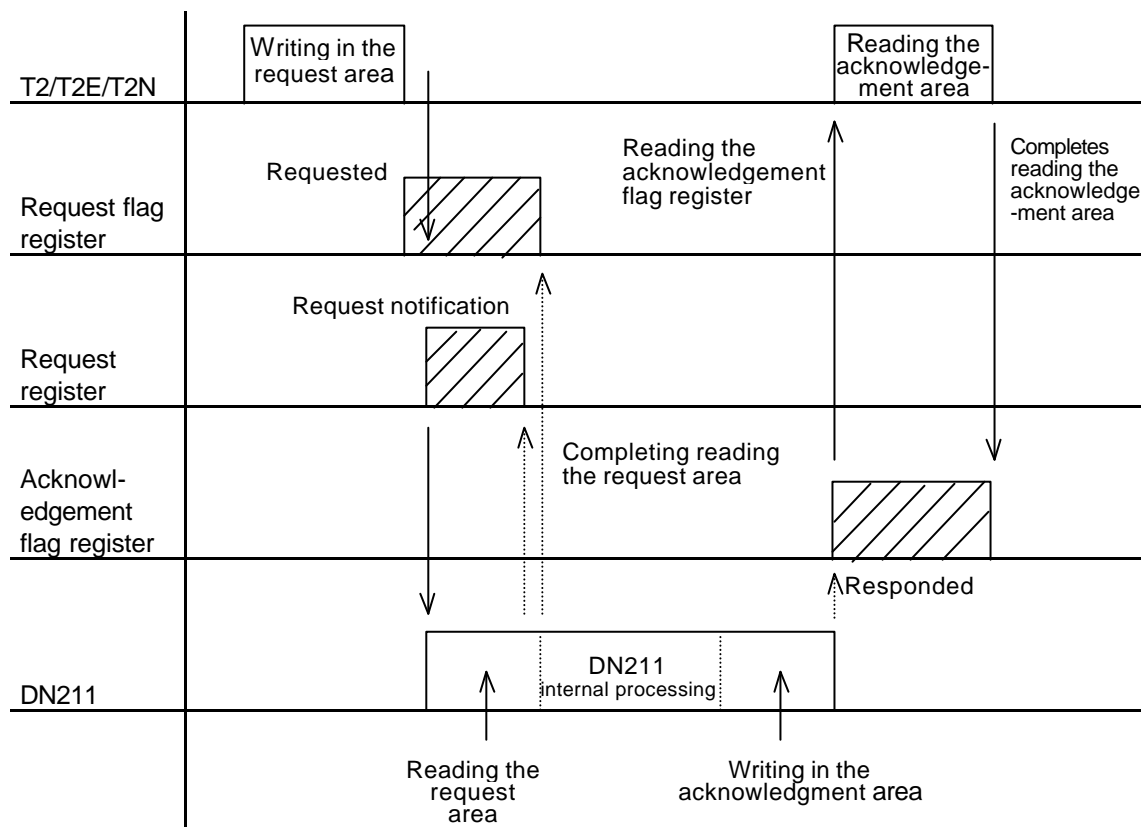 Writing in the
request area
Reading the
acknowledge-
ment area
T2/T2E/T2N
Requested
Reading the
acknowledgement
flag register
Completes
reading the
acknowledge
-ment area
Request flag
register
Request notification
Request
register
Completing reading
the request area
Acknowl-
edgement
flag register
Responded
DN211
internal processing
DN211
Reading the
request
area
Writing in the
acknowledgment area